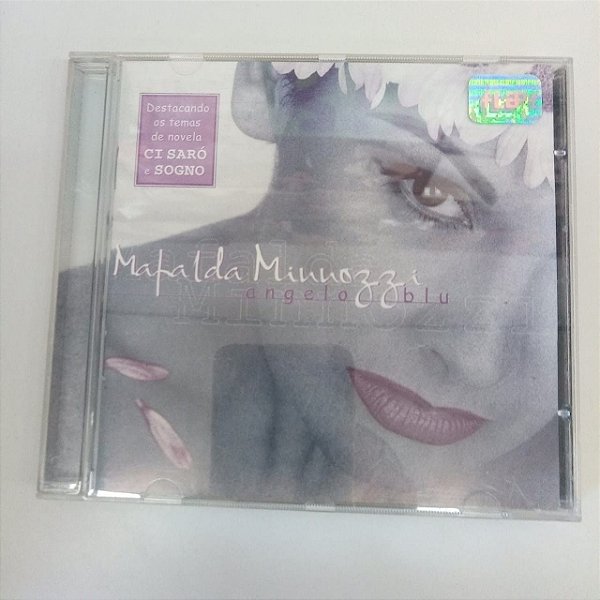 Destacando
os temas
de novela
CI SARÓ
e SOGNO
Mafalda Minnozzi
angelo blu